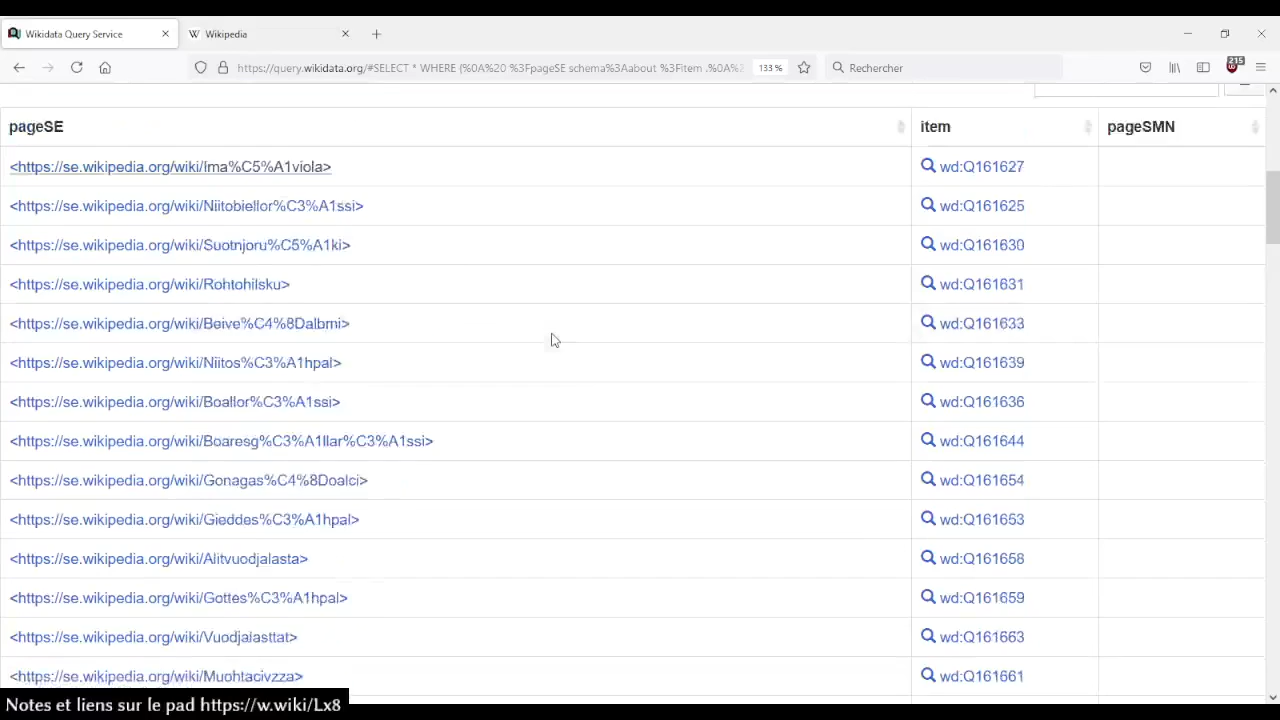 Wikidata Query Service
Wikipedia
https://query.wikidata.org/#SELECT * WHERE {%0A%20 %3FpageSE schema%3Aabout %3Fitem .%0A%2
133 %
Rechercher
215
pageSE item pageSMN
<https://se.wikipedia.org/wiki/Ima%C5%A1viola> wd:Q161627
<https://se.wikipedia.org/wiki/Niitobiellor%C3%A1ssi> wd:Q161625
<https://se.wikipedia.org/wiki/Suotnjoru%C5%A1ki> wd:Q161630
<https://se.wikipedia.org/wiki/Rohtohilsku> wd:Q161631
<https://se.wikipedia.org/wiki/Beive%C4%8Dalbmi> wd:Q161633
<https://se.wikipedia.org/wiki/Niitos%C3%A1hpal> wd:Q161639
<https://se.wikipedia.org/wiki/Boallor%C3%A1ssi> wd:Q161636
<https://se.wikipedia.org/wiki/Boaresg%C3%A1llar%C3%A1ssi> wd:Q161644
<https://se.wikipedia.org/wiki/Gonagas%C4%8Doalci> wd:Q161654
<https://se.wikipedia.org/wiki/Gieddes%C3%A1hpal> wd:Q161653
<https://se.wikipedia.org/wiki/Alitvuodjalasta> wd:Q161658
<https://se.wikipedia.org/wiki/Gottes%C3%A1hpal> wd:Q161659
<https://se.wikipedia.org/wiki/Vuodjalasttat> wd:Q161663
<https://se.wikipedia.org/wiki/Muohtacivzza> wd:Q161661
Notes et liens sur le pad https://w.wiki/Lx8